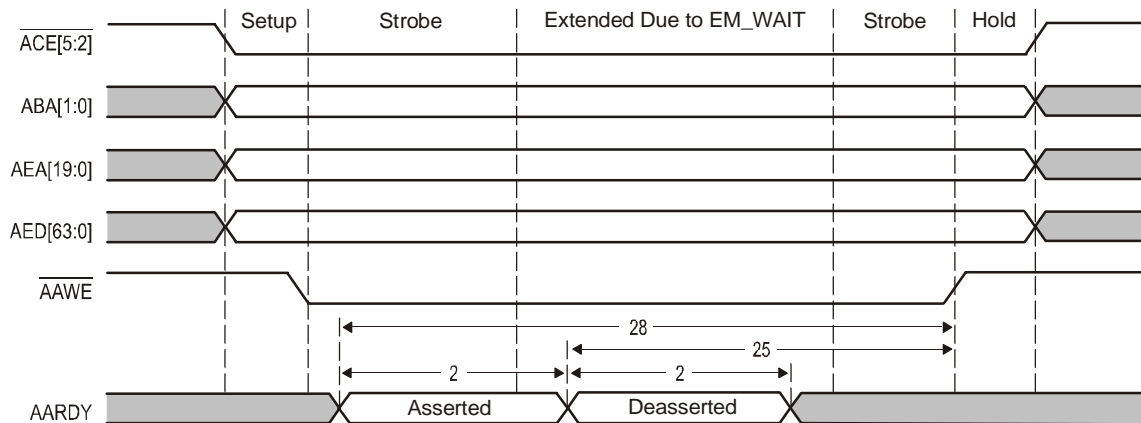 Setup Strobe Extended Due to EM_WAIT Strobe Hold
ACE[5:2]
ABA[1:0]
AEA[19:0]
AED[63:0]
AAWE
28
25
2 2
AARDY Asserted Deasserted